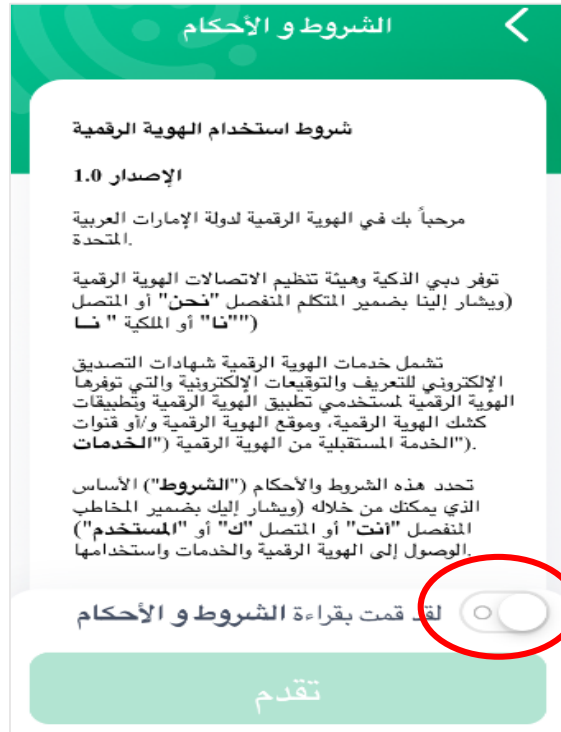 الشروط و الأحكام
شروط استخدام الهوية الرقمية
الإصدار 1.0
مرحباً بك في الهوية الرقمية لدولة الإمارات العربية
المتحدة.
توفر دبي الذكية وهيئة تنظيم الاتصالات الهوية الرقمية
(ويشار إلينا بضمير المتكلم المنفصل "نحن" أو المتصل
""نا" أو الملكية " نــا")
تشمل خدمات الهوية الرقمية شهادات التصديق
الإلكتروني للتعريف والتوقيعات الإلكترونية والتي توفرها
الهوية الرقمية لمستخدمي تطبيق الهوية الرقمية وتطبيقات
كشك الهوية الرقمية، وموقع الهوية الرقمية و/أو قنوات
الخدمة المستقبلية من الهوية الرقمية ("الخدمات").
تحدد هذه الشروط والأحكام ("الشروط") الأساس
الذي يمكنك من خلاله (ويشار إليك بضمير المخاطب
المنفصل "أنت" أو المتصل "ك" أو "المستخدم")
الوصول إلى الهوية الرقمية والخدمات واستخدامها.
لقد قمت بقراءة الشروط و الأحكام
تقدم